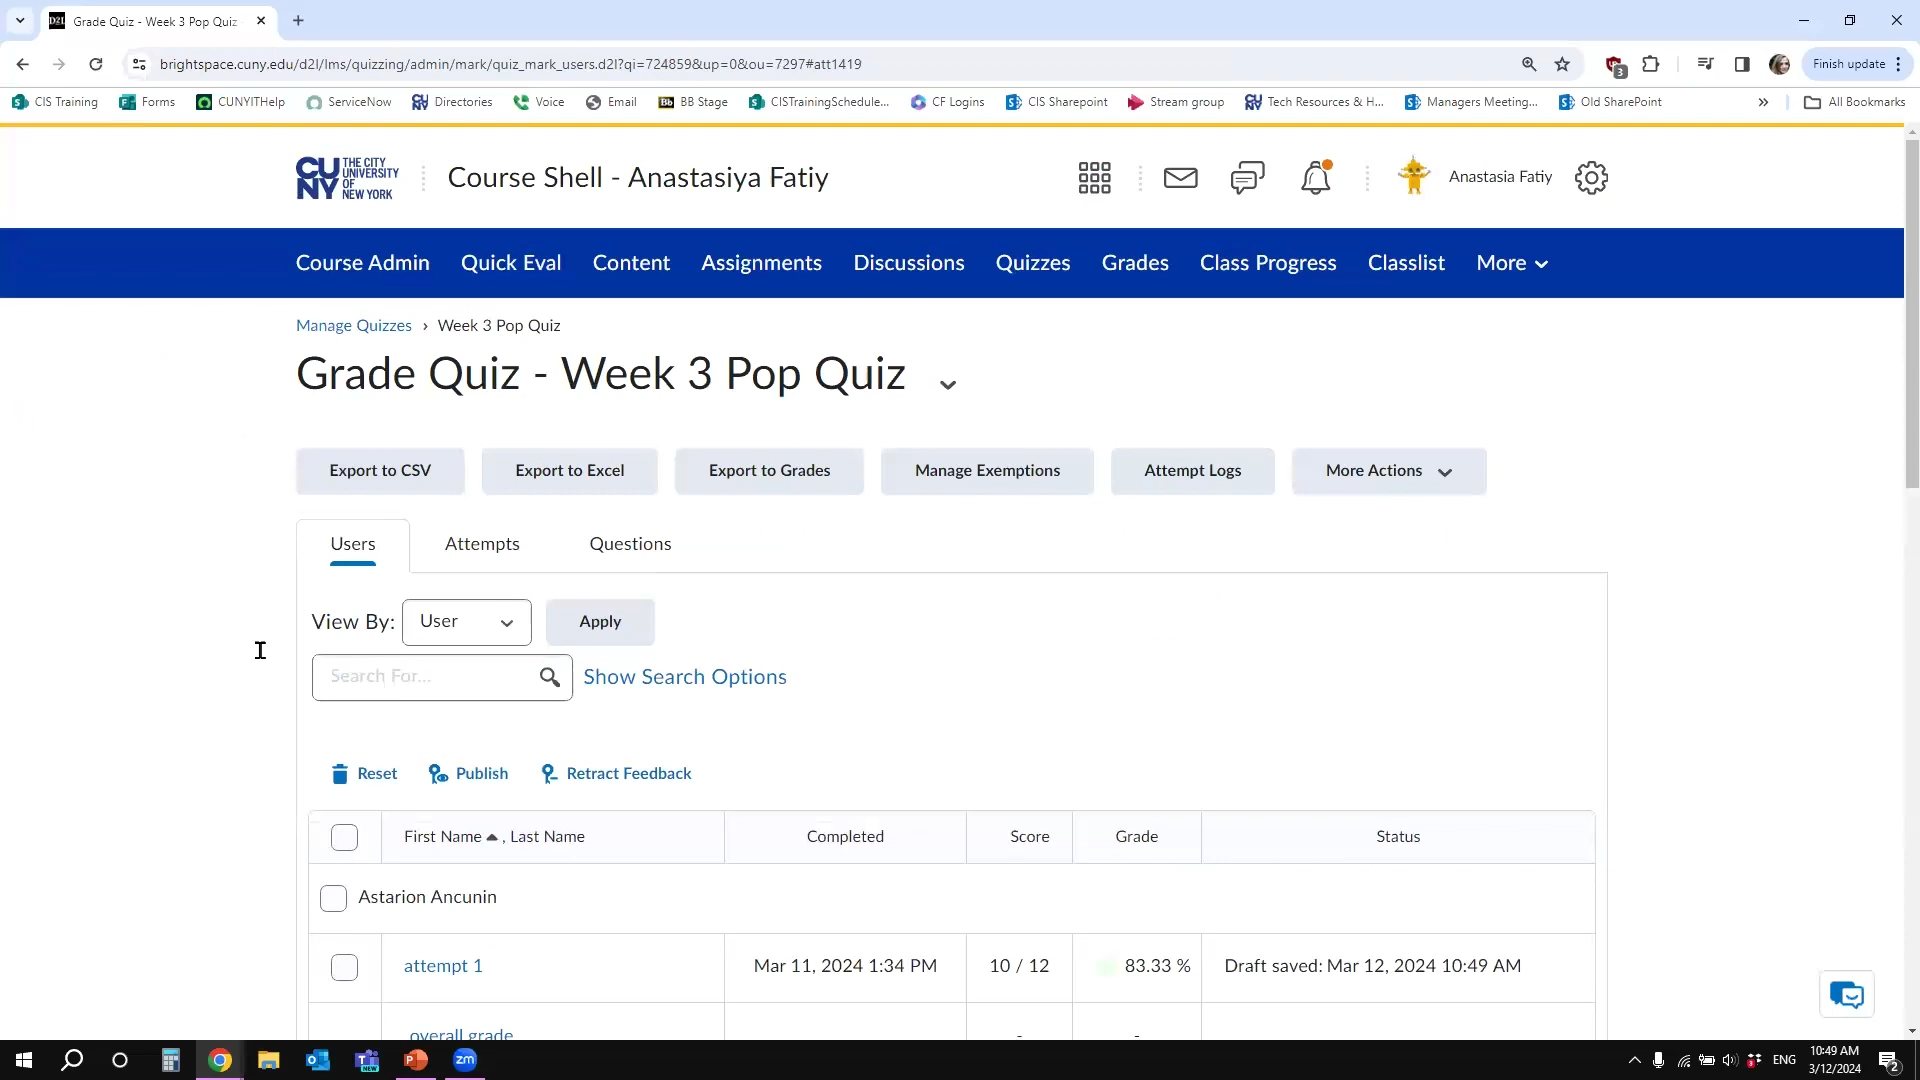 D2L Grade Quiz - Week 3 Pop Quiz
brightspace.cuny.edu/d2l/lms/quizzing/admin/mark/quiz_mark_users.d2l?qi=724859&up=0&ou=7297#att1419
3
Finish update
CIS Training Forms CUNYITHelp ServiceNow Directories Voice Email BB Stage CISTrainingSchedule... CF Logins CIS Sharepoint Stream group Tech Resources & H... Managers Meeting... Old SharePoint » All Bookmarks
CUNY THE CITY UNIVERSITY OF NEW YORK
Course Shell - Anastasiya Fatiy
Anastasia Fatiy
Course Admin Quick Eval Content Assignments Discussions Quizzes Grades Class Progress Classlist More
Manage Quizzes › Week 3 Pop Quiz
Grade Quiz - Week 3 Pop Quiz
Export to CSV Export to Excel Export to Grades Manage Exemptions Attempt Logs More Actions
Users Attempts Questions
View By: User Apply
Search For... Show Search Options
Reset Publish Retract Feedback
First Name , Last Name Completed Score Grade Status
Astarion Ancunin
attempt 1 Mar 11, 2024 1:34 PM 10 / 12 83.33 % Draft saved: Mar 12, 2024 10:49 AM
overall grade - -
NEW zm ENG 10:49 AM
3/12/2024 2